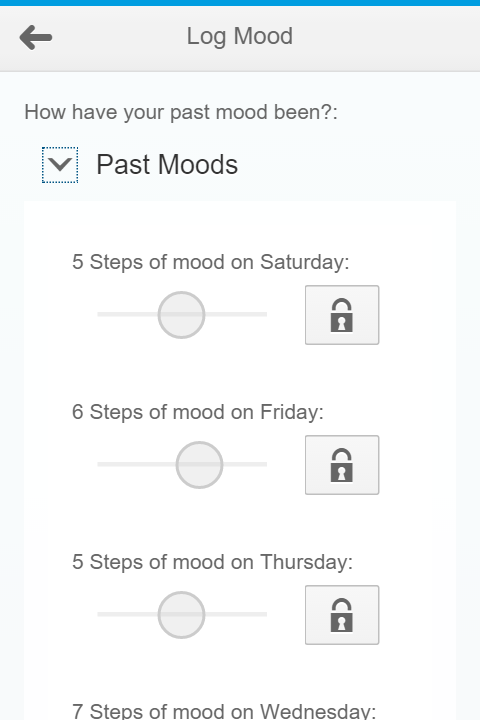 Log Mood
How have your past mood been?:
Past Moods
5 Steps of mood on Saturday:
6 Steps of mood on Friday:
5 Steps of mood on Thursday:
7 Steps of mood on Wednesday: